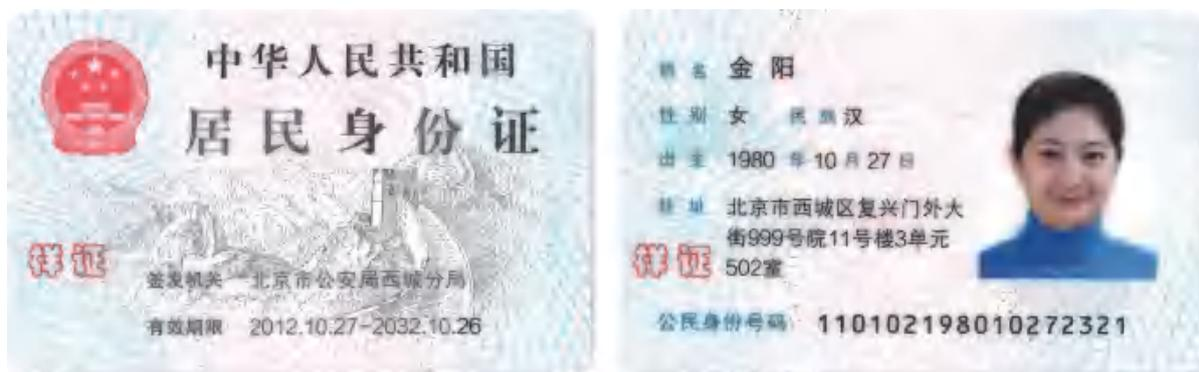 中华人民共和国
居民身份证
样证
签发机关 北京市公安局西城分局
有效期限 2012.10.27-2032.10.26
姓名 金阳
性别 女 民族 汉
出生 1980 年 10 月 27 日
住址 北京市西城区复兴门外大
街999号院11号楼3单元
样证 502室
公民身份号码 110102198010272321